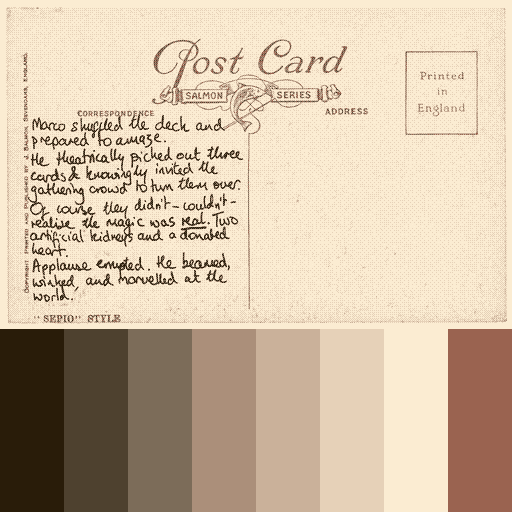 Post Card
SALMON SERIES
Printed
in
England
CORRESPONDENCE
ADDRESS
Marco shuffled the deck and
prepared to amaze.
He theatrically picked out three
cards & knowingly invited the
gathering crowd to turn them over.
Of course they didn't - couldn't -
realise the magic was real. Two
artificial kidneys and a donated
heart.
Applause erupted. He beamed,
winked, and marvelled at the
world.
"SEPIO" STYLE
COPYRIGHT PRINTED AND PUBLISHED BY J. SALMON, SEVENOAKS, ENGLAND.